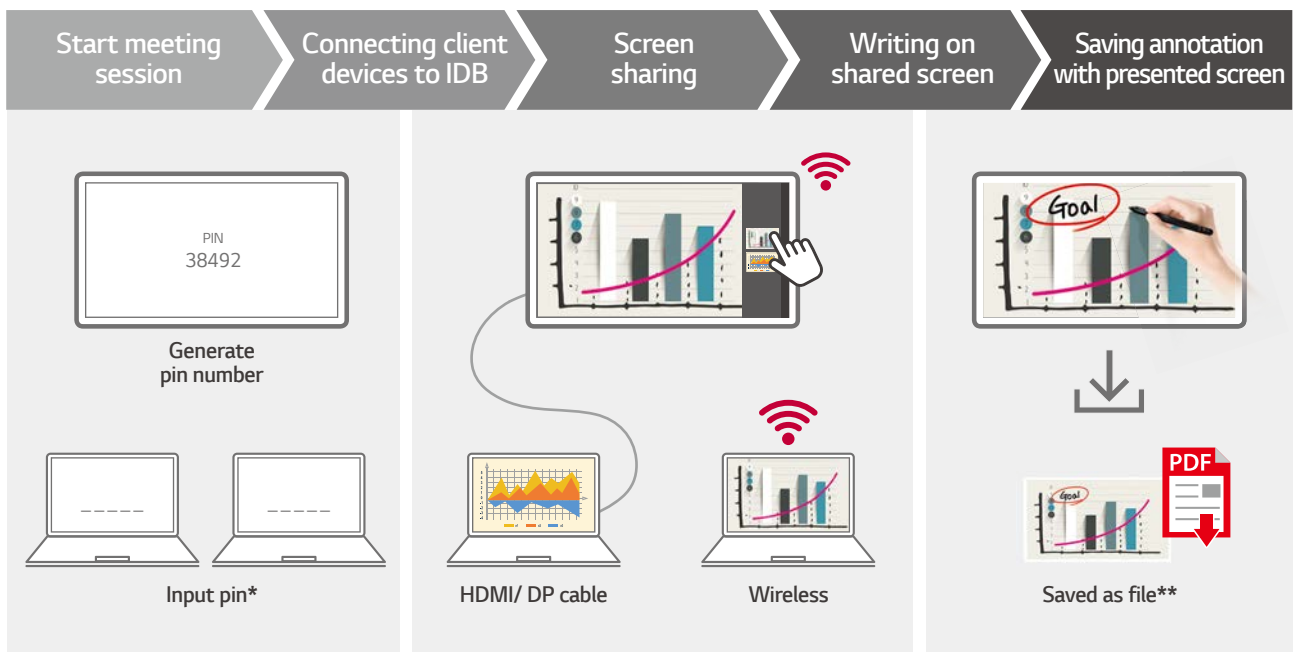 Start meeting
session
Connecting client
devices to IDB
Screen
sharing
Writing on
shared screen
Saving annotation
with presented screen
PIN
38492
Generate
pin number
_ _ _ _ _
_ _ _ _ _
Input pin*
HDMI/ DP cable
Wireless
Goal
PDF
Goal
Saved as file**